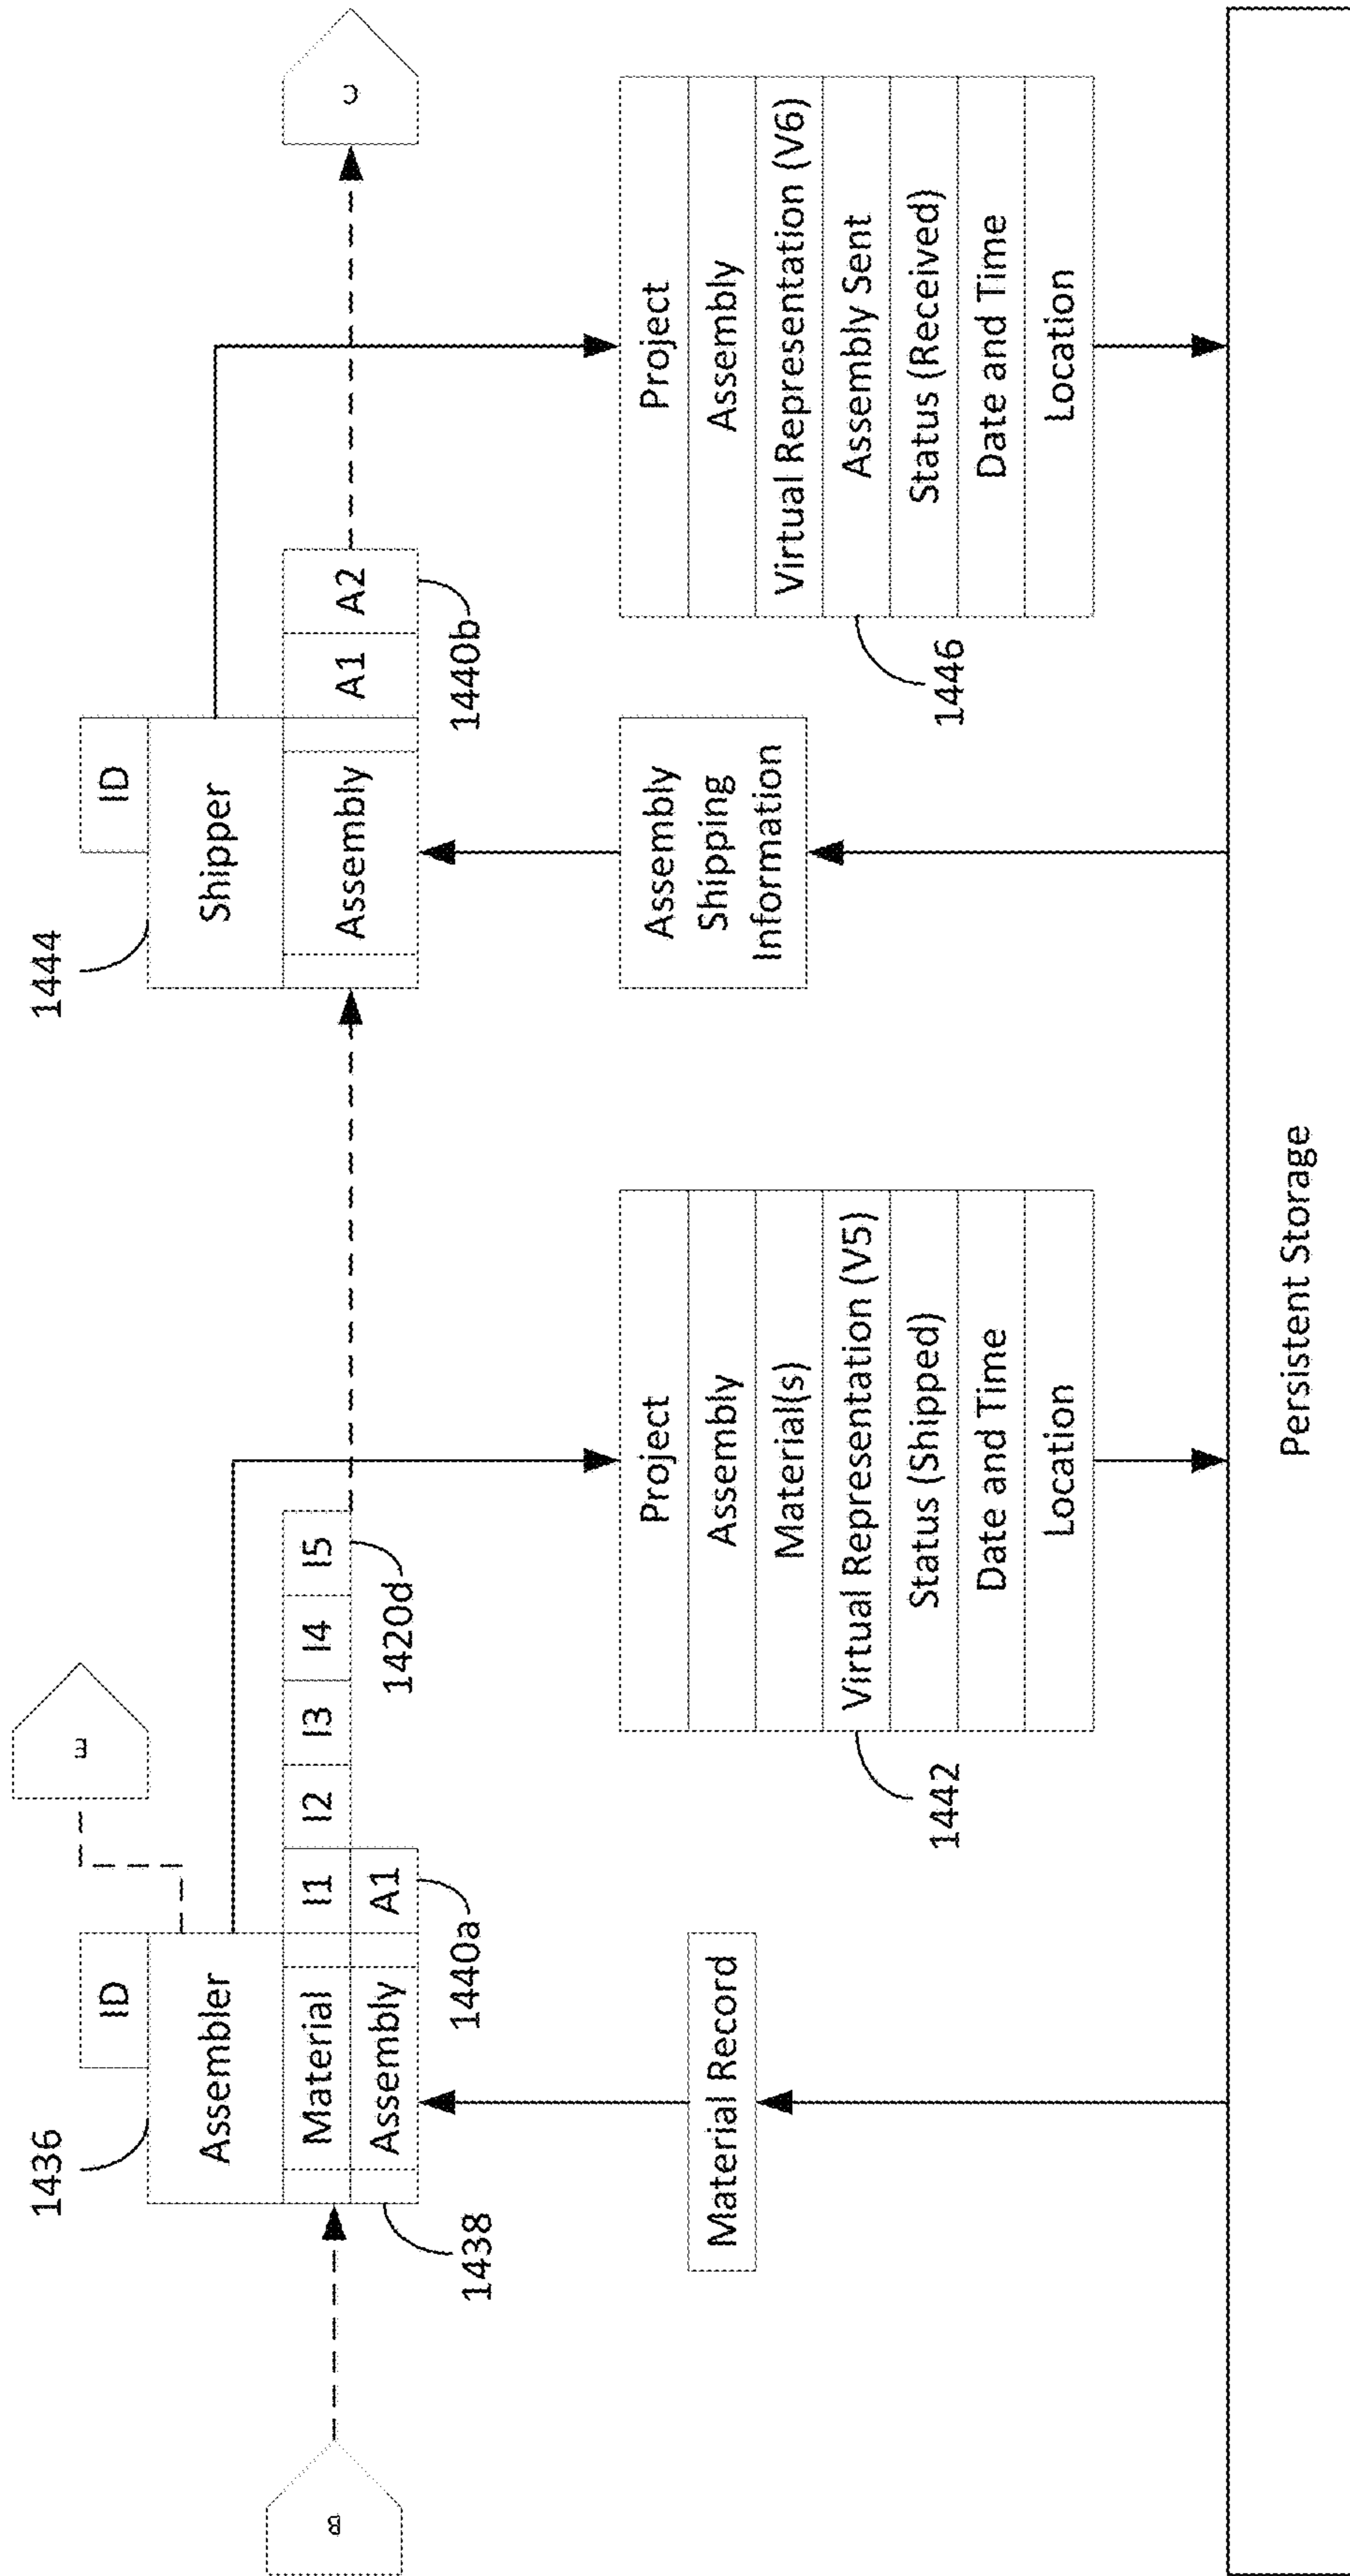 1436
ID
Assembler
Material
I1
I2
I3
I4
I5
Assembly
A1
1438
1440a
1420d
E
B
1444
ID
Shipper
Assembly
A1
A2
1440b
C
Material Record
Project
Assembly
Material(s)
Virtual Representation (V5)
Status (Shipped)
Date and Time
Location
1442
Assembly
Shipping
Information
Project
Assembly
Virtual Representation (V6)
Assembly Sent
Status (Received)
Date and Time
Location
1446
Persistent Storage